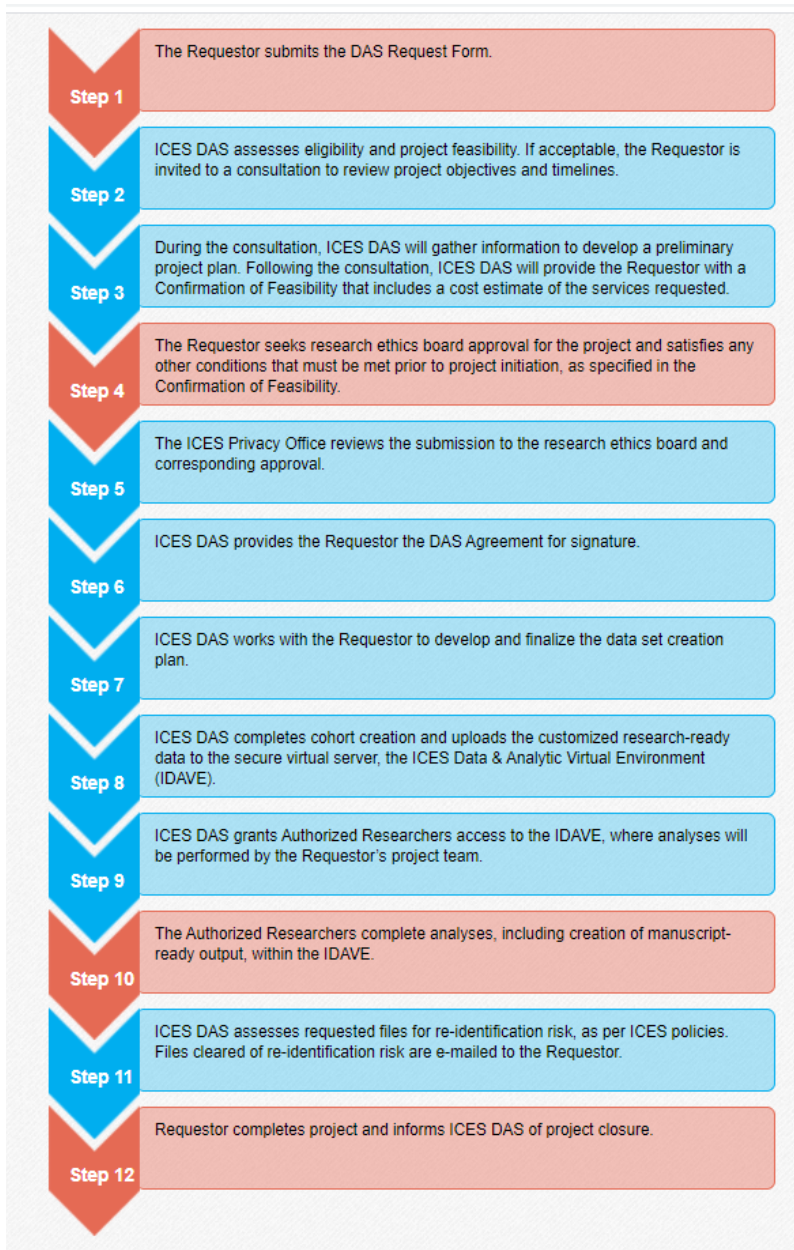 Step 1
The Requestor submits the DAS Request Form.
Step 2
ICES DAS assesses eligibility and project feasibility. If acceptable, the Requestor is
invited to a consultation to review project objectives and timelines.
Step 3
During the consultation, ICES DAS will gather information to develop a preliminary
project plan. Following the consultation, ICES DAS will provide the Requestor with a
Confirmation of Feasibility that includes a cost estimate of the services requested.
Step 4
The Requestor seeks research ethics board approval for the project and satisfies any
other conditions that must be met prior to project initiation, as specified in the
Confirmation of Feasibility.
Step 5
The ICES Privacy Office reviews the submission to the research ethics board and
corresponding approval.
Step 6
ICES DAS provides the Requestor the DAS Agreement for signature.
Step 7
ICES DAS works with the Requestor to develop and finalize the data set creation
plan.
Step 8
ICES DAS completes cohort creation and uploads the customized research-ready
data to the secure virtual server, the ICES Data & Analytic Virtual Environment
(IDAVE).
Step 9
ICES DAS grants Authorized Researchers access to the IDAVE, where analyses will
be performed by the Requestor's project team.
Step 10
The Authorized Researchers complete analyses, including creation of manuscript-
ready output, within the IDAVE.
Step 11
ICES DAS assesses requested files for re-identification risk, as per ICES policies.
Files cleared of re-identification risk are e-mailed to the Requestor.
Step 12
Requestor completes project and informs ICES DAS of project closure.